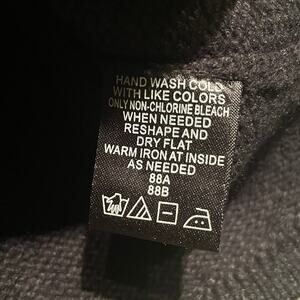 HAND WASH COLD
WITH LIKE COLORS
ONLY NON-CHLORINE BLEACH
WHEN NEEDED
RESHAPE AND
DRY FLAT
WARM IRON AT INSIDE
AS NEEDED
88A
88B